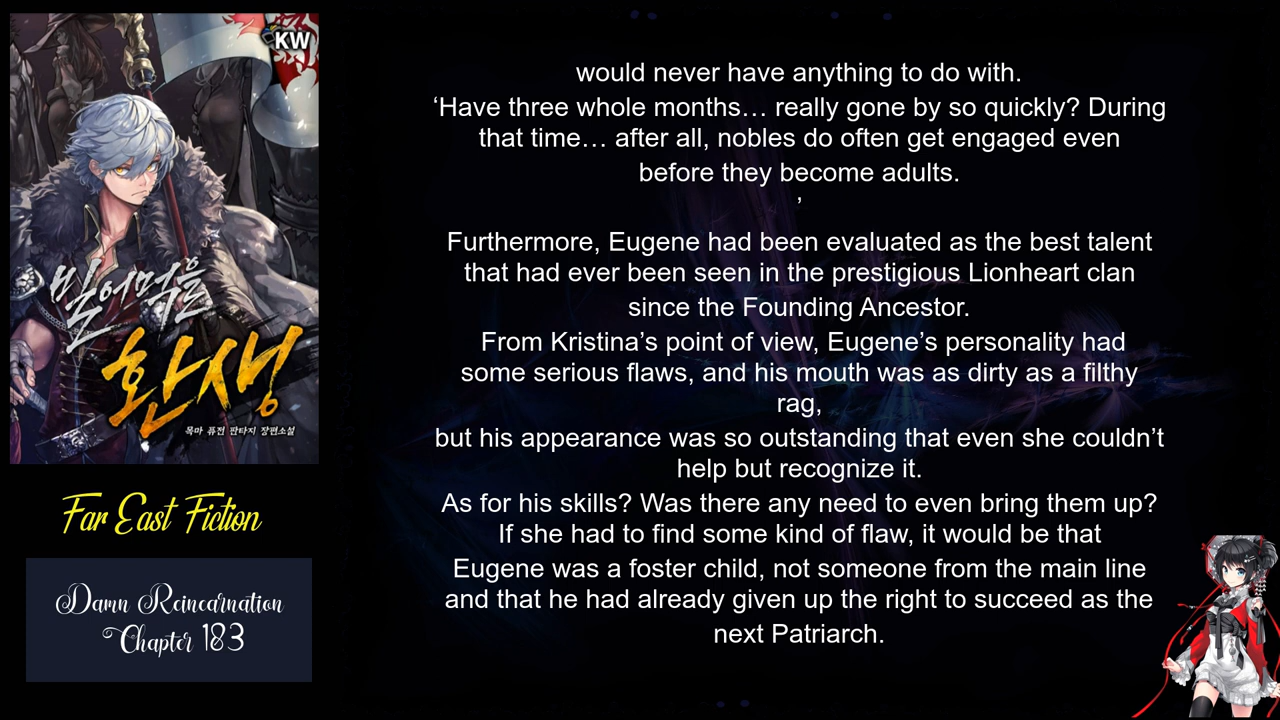 KW
빌어먹을
환생
목마 퓨전 판타지 장편소설
Far East Fiction
Damn Reincarnation
Chapter 183
would never have anything to do with.
‘Have three whole months… really gone by so quickly? During
that time… after all, nobles do often get engaged even
before they become adults.
’
Furthermore, Eugene had been evaluated as the best talent
that had ever been seen in the prestigious Lionheart clan
since the Founding Ancestor.
From Kristina’s point of view, Eugene’s personality had
some serious flaws, and his mouth was as dirty as a filthy
rag,
but his appearance was so outstanding that even she couldn’t
help but recognize it.
As for his skills? Was there any need to even bring them up?
If she had to find some kind of flaw, it would be that
Eugene was a foster child, not someone from the main line
and that he had already given up the right to succeed as the
next Patriarch.